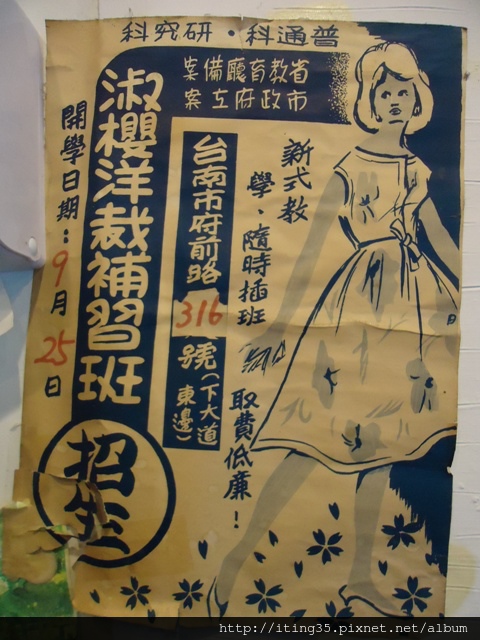 普通科·研究科
省教育廳備案
市政府立案
新式教
學、隨時插班
取費低廉！
台南市府前路316號(下大道東邊)
淑櫻洋裁補習班
招生
開學日期：9月25日
http://iting35.pixnet.net/album